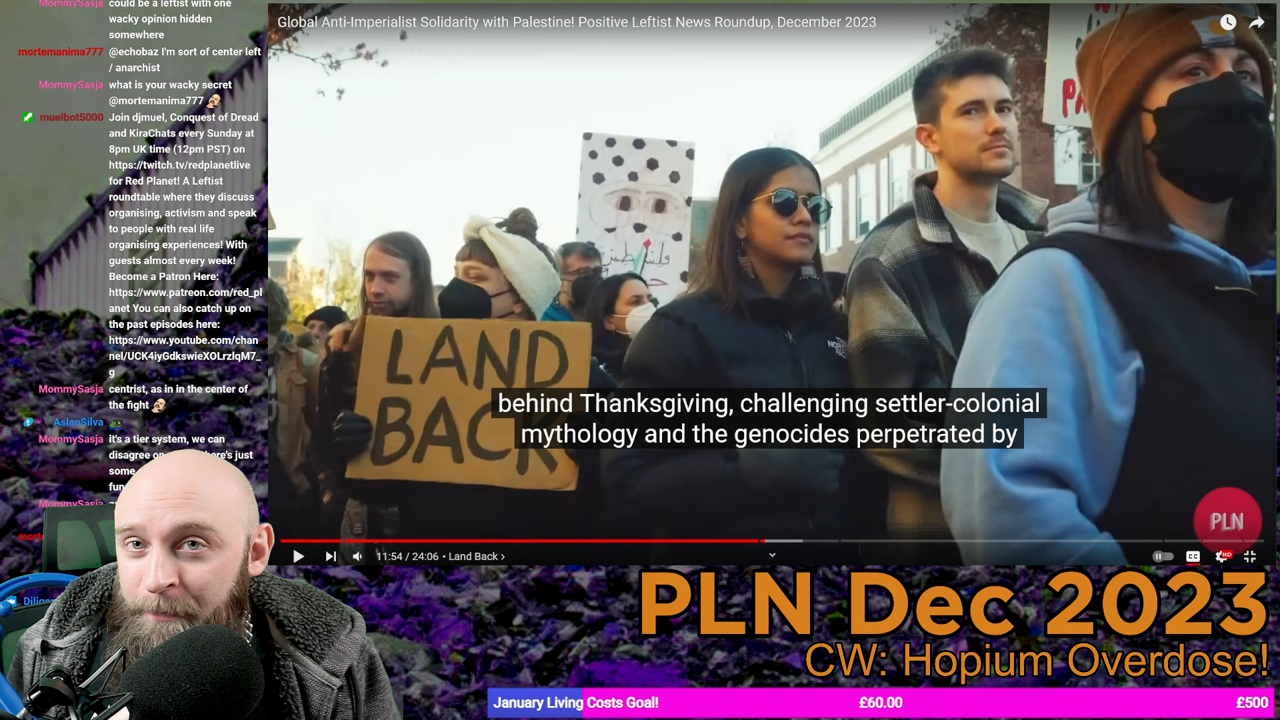 could be a leftist with one
wacky opinion hidden
somewhere
mortemanima777 @echobaz I'm sort of center left
/ anarchist
MommySasja what is your wacky secret
@mortemanima777
muelbot5000 Join djmuel, Conquest of Dread
and KiraChats every Sunday at
8pm UK time (12pm PST) on
https://twitch.tv/redplanetlive
for Red Planet! A Leftist
roundtable where they discuss
organising, activism and speak
to people with real life
organising experiences! With
guests almost every week!
Become a Patron Here:
https://www.patreon.com/red_pl
anet You can also catch up on
the past episodes here:
https://www.youtube.com/chan
nel/UCK4iyGdkswieXOLrzlqM7_
g
MommySasja centrist, as in in the center of
the fight
AslanSilva
MommySasja it's a tier system, we can
disagree on
some
fun
MommySasja
Global Anti-Imperialist Solidarity with Palestine! Positive Leftist News Roundup, December 2023
فلسطين
LAND
BACK
behind Thanksgiving, challenging settler-colonial
mythology and the genocides perpetrated by
PLN
11:54 / 24:06 • Land Back >
CC
HD
PLN Dec 2023
CW: Hopium Overdose!
January Living Costs Goal! £60.00 £500